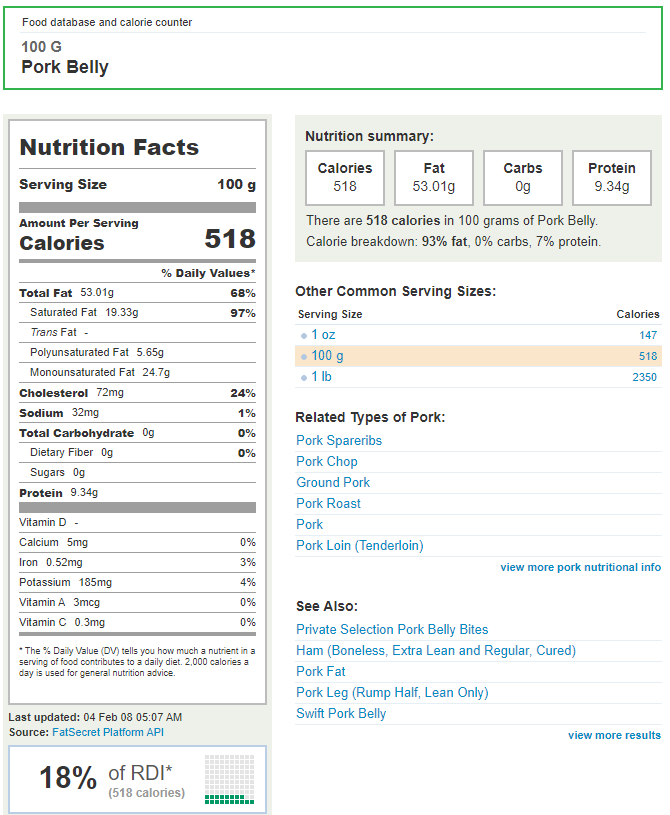 Food database and calorie counter
100 G
Pork Belly
Nutrition Facts
Serving Size 100 g
Amount Per Serving
Calories 518
% Daily Values*
Total Fat 53.01g 68%
Saturated Fat 19.33g 97%
Trans Fat -
Polyunsaturated Fat 5.65g
Monounsaturated Fat 24.7g
Cholesterol 72mg 24%
Sodium 32mg 1%
Total Carbohydrate 0g 0%
Dietary Fiber 0g 0%
Sugars 0g
Protein 9.34g
Vitamin D -
Calcium 5mg 0%
Iron 0.52mg 3%
Potassium 185mg 4%
Vitamin A 3mcg 0%
Vitamin C 0.3mg 0%
* The % Daily Value (DV) tells you how much a nutrient in a
serving of food contributes to a daily diet. 2,000 calories a
day is used for general nutrition advice.
Last updated: 04 Feb 08 05:07 AM
Source: FatSecret Platform API
18% of RDI*
(518 calories)
Nutrition summary:
Calories Fat Carbs Protein
518 53.01g 0g 9.34g
There are 518 calories in 100 grams of Pork Belly.
Calorie breakdown: 93% fat, 0% carbs, 7% protein.
Other Common Serving Sizes:
Serving Size Calories
1 oz 147
100 g 518
1 lb 2350
Related Types of Pork:
Pork Spareribs
Pork Chop
Ground Pork
Pork Roast
Pork
Pork Loin (Tenderloin)
view more pork nutritional info
See Also:
Private Selection Pork Belly Bites
Ham (Boneless, Extra Lean and Regular, Cured)
Pork Fat
Pork Leg (Rump Half, Lean Only)
Swift Pork Belly
view more results